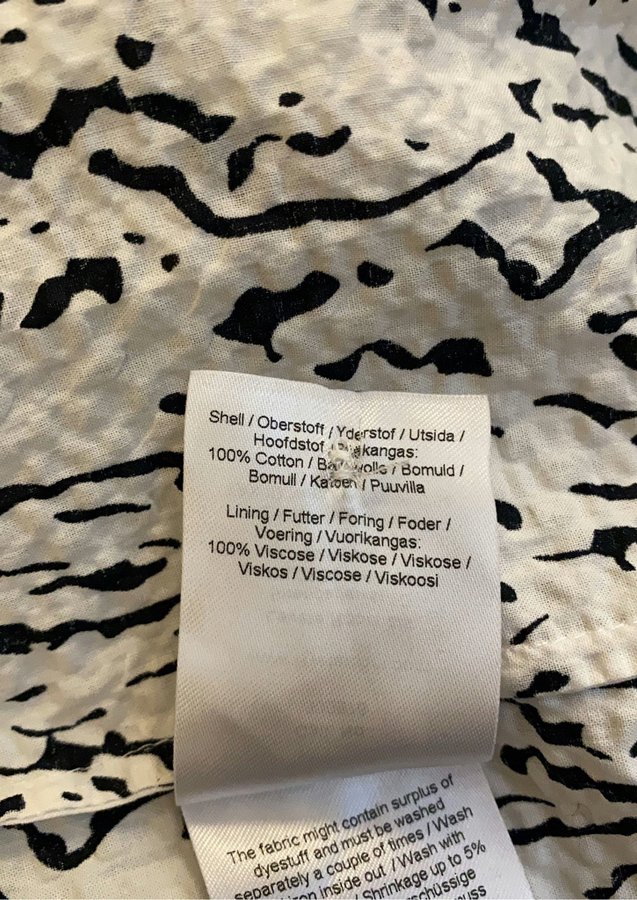 Shell / Oberstoff / Yderstof / Utsida /
Hoofdstof kangas:
100% Cotton / / Bomuld /
Bomull / Katoen / Puuvilla
Lining / Futter / Foring / Foder /
Voering / Vuorikangas:
100% Viscose / Viskose / Viskose /
Viskos / Viscose / Viskoosi
The fabric might contain surplus of
dyestuff and must be washed
separately a couple of times / Wash
iron inside out / Wash with
/ Shrinkage up to 5%